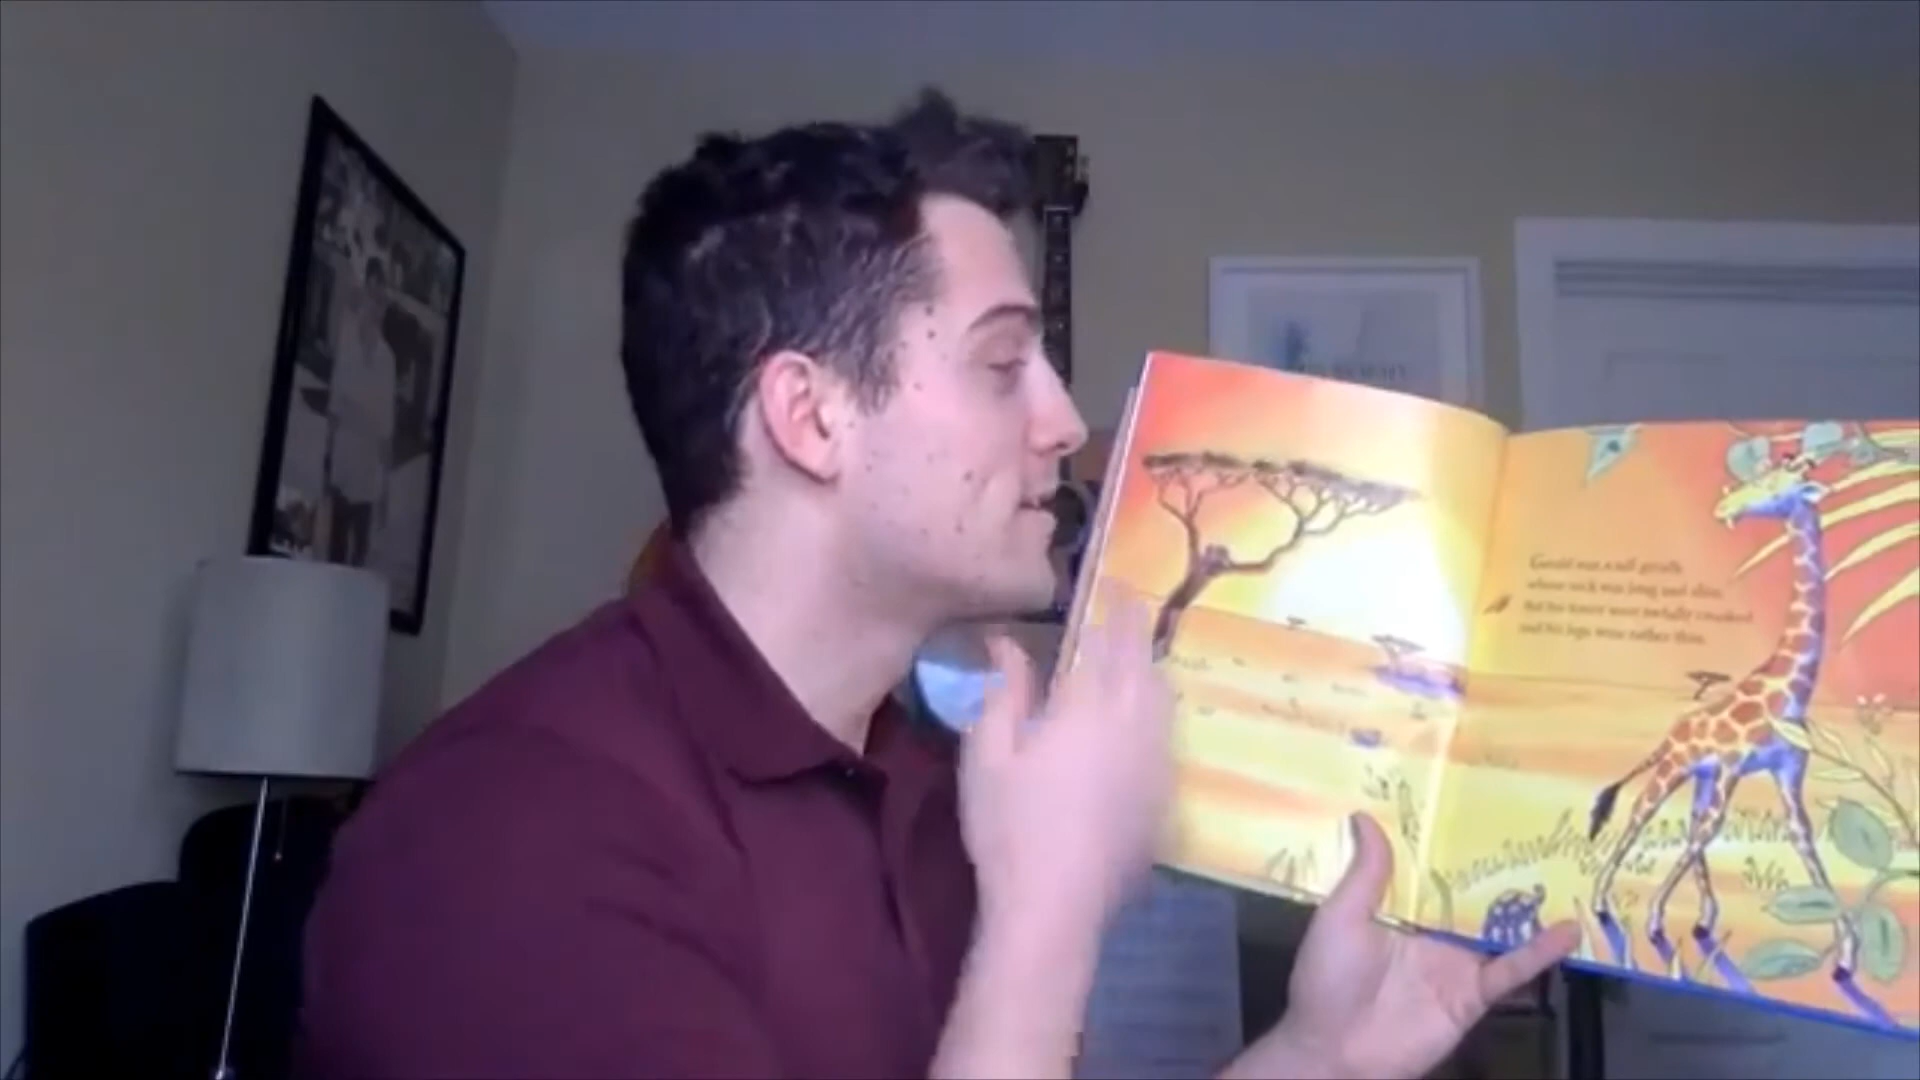 Gerald was a tall giraffe
whose neck was long and slim.
But his knees were awfully crooked
and his legs were rather thin.